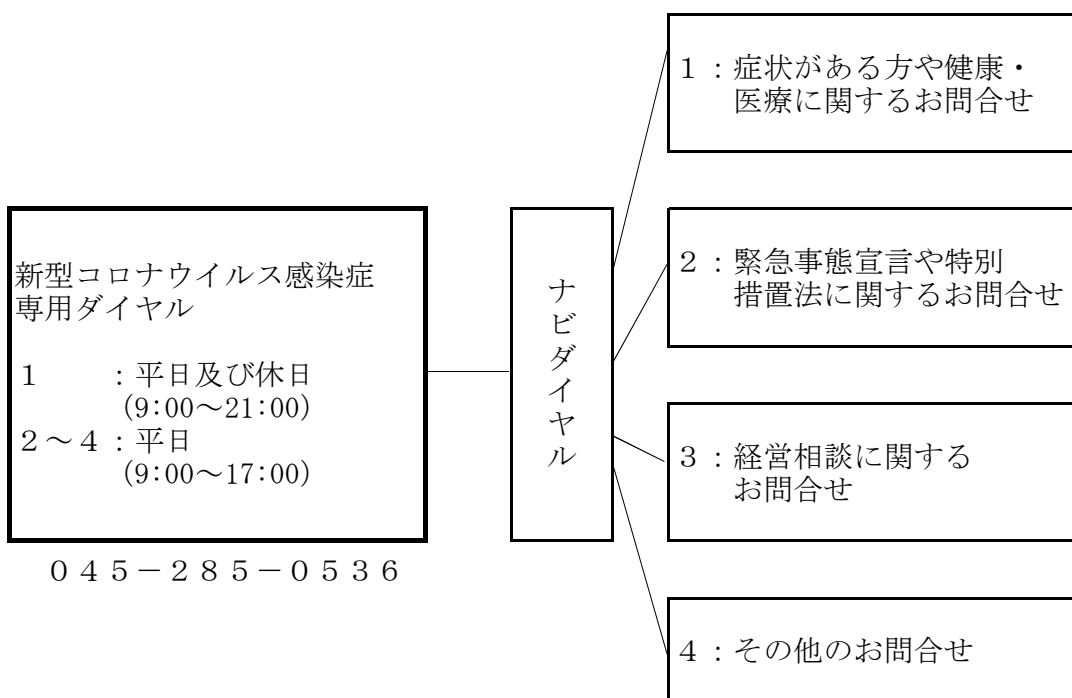 新型コロナウイルス感染症
専用ダイヤル
１　　：平日及び休日
(9:00～21:00)
２～４：平日
(9:00～17:00)
０４５－２８５－０５３６
ナビダイヤル
１：症状がある方や健康・
医療に関するお問合せ
２：緊急事態宣言や特別
措置法に関するお問合せ
３：経営相談に関する
お問合せ
４：その他のお問合せ